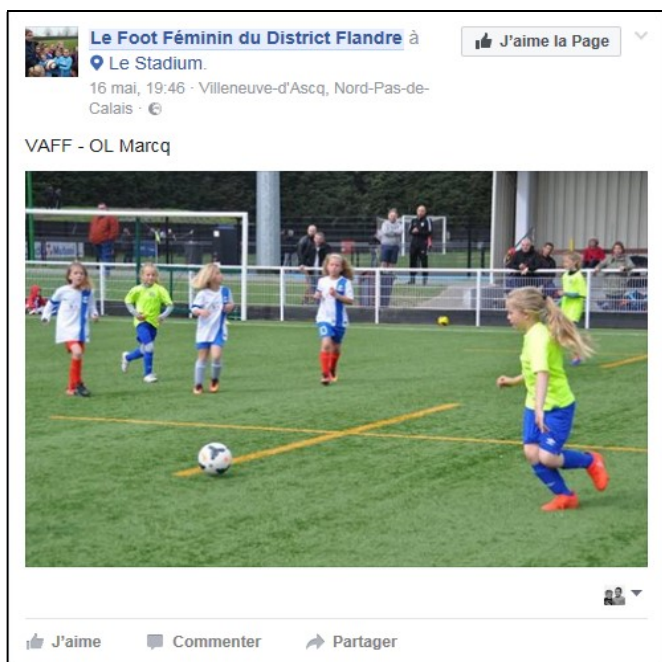 Le Foot Féminin du District Flandre à
Le Stadium.
J'aime la Page
16 mai, 19:46 · Villeneuve-d'Ascq, Nord-Pas-de-
Calais ·
VAFF - OL Marcq
J'aime Commenter Partager